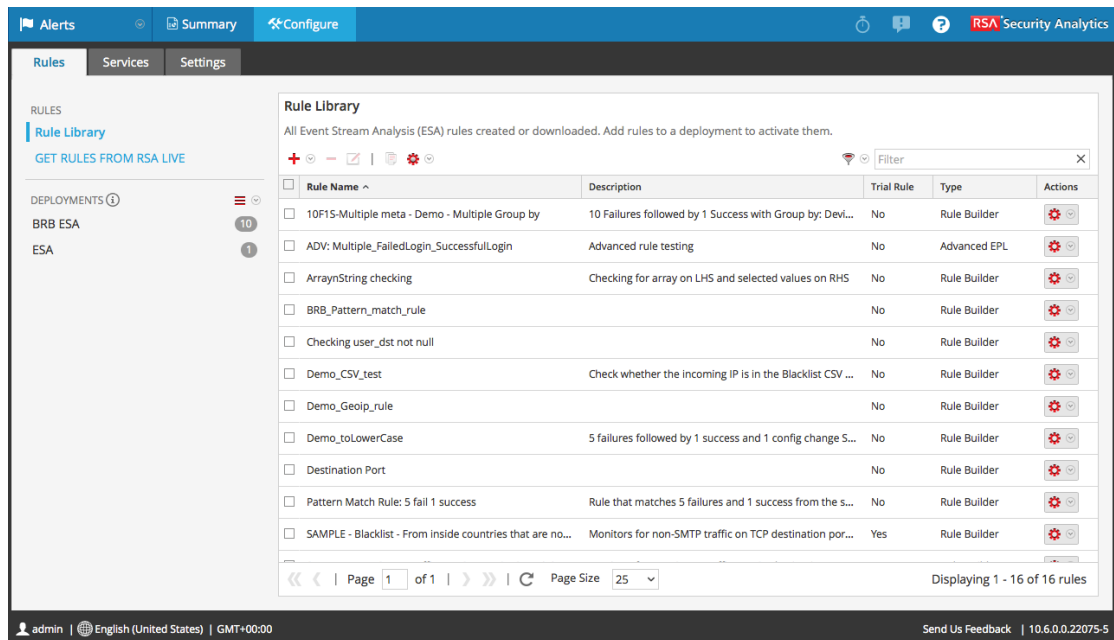 Alerts Summary Configure RSA Security Analytics
Rules Services Settings
RULES
Rule Library
GET RULES FROM RSA LIVE
DEPLOYMENTS
BRB ESA 10
ESA 1
Rule Library
All Event Stream Analysis (ESA) rules created or downloaded. Add rules to a deployment to activate them.
Filter
Rule Name Description Trial Rule Type Actions
10F1S-Multiple meta - Demo - Multiple Group by 10 Failures followed by 1 Success with Group by: Devi... No Rule Builder
ADV: Multiple_FailedLogin_SuccessfulLogin Advanced rule testing No Advanced EPL
ArraynString checking Checking for array on LHS and selected values on RHS No Rule Builder
BRB_Pattern_match_rule No Rule Builder
Checking user_dst not null No Rule Builder
Demo_CSV_test Check whether the incoming IP is in the Blacklist CSV ... No Rule Builder
Demo_Geoip_rule No Rule Builder
Demo_toLowerCase 5 failures followed by 1 success and 1 config change S... No Rule Builder
Destination Port No Rule Builder
Pattern Match Rule: 5 fail 1 success Rule that matches 5 failures and 1 success from the s... No Rule Builder
SAMPLE - Blacklist - From inside countries that are no... Monitors for non-SMTP traffic on TCP destination por... Yes Rule Builder
Page 1 of 1 Page Size 25 Displaying 1 - 16 of 16 rules
admin | English (United States) | GMT+00:00 Send Us Feedback | 10.6.0.0.22075-5